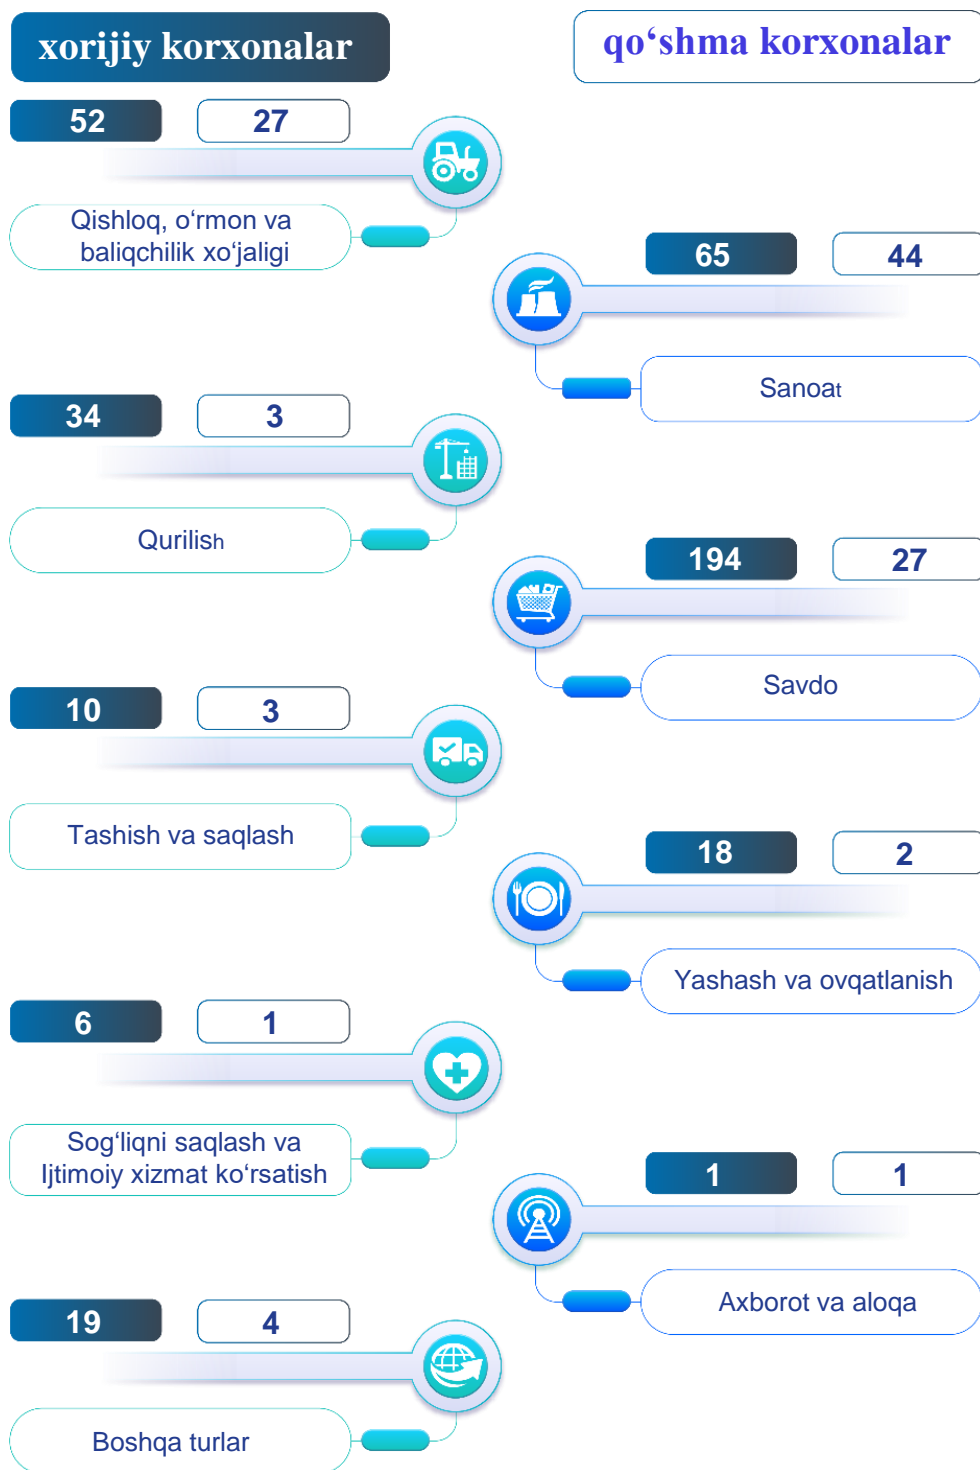 xorijiy korxonalar
qo‘shma korxonalar
52
27
Qishloq, o‘rmon va
baliqchilik xo‘jaligi
65
44
Sanoat
34
3
Qurilish
194
27
Savdo
10
3
Tashish va saqlash
18
2
Yashash va ovqatlanish
6
1
Sog‘liqni saqlash va
Ijtimoiy xizmat ko‘rsatish
1
1
Axborot va aloqa
19
4
Boshqa turlar